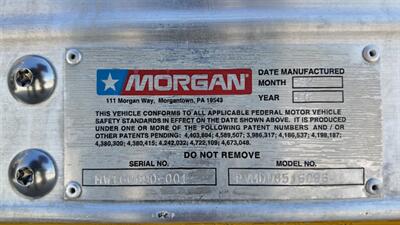 MORGAN
DATE MANUFACTURED
MONTH
111 Morgan Way, Morgantown, PA 19543
YEAR
THIS VEHICLE CONFORMS TO ALL APPLICABLE FEDERAL MOTOR VEHICLE
SAFETY STANDARDS IN EFFECT ON THE DATE SHOWN ABOVE. IT IS PRODUCED
UNDER ONE OR MORE OF THE FOLLOWING PATENT NUMBERS AND/OR
OTHER PATENTS PENDING: 4,403,804; 4,589,507; 3,986,317; 4,166,537; 4,198,187;
4,380,300; 4,380,415; 4,242,032; 4,722,109; 4,673,048.
DO NOT REMOVE
SERIAL NO.
MODEL NO.